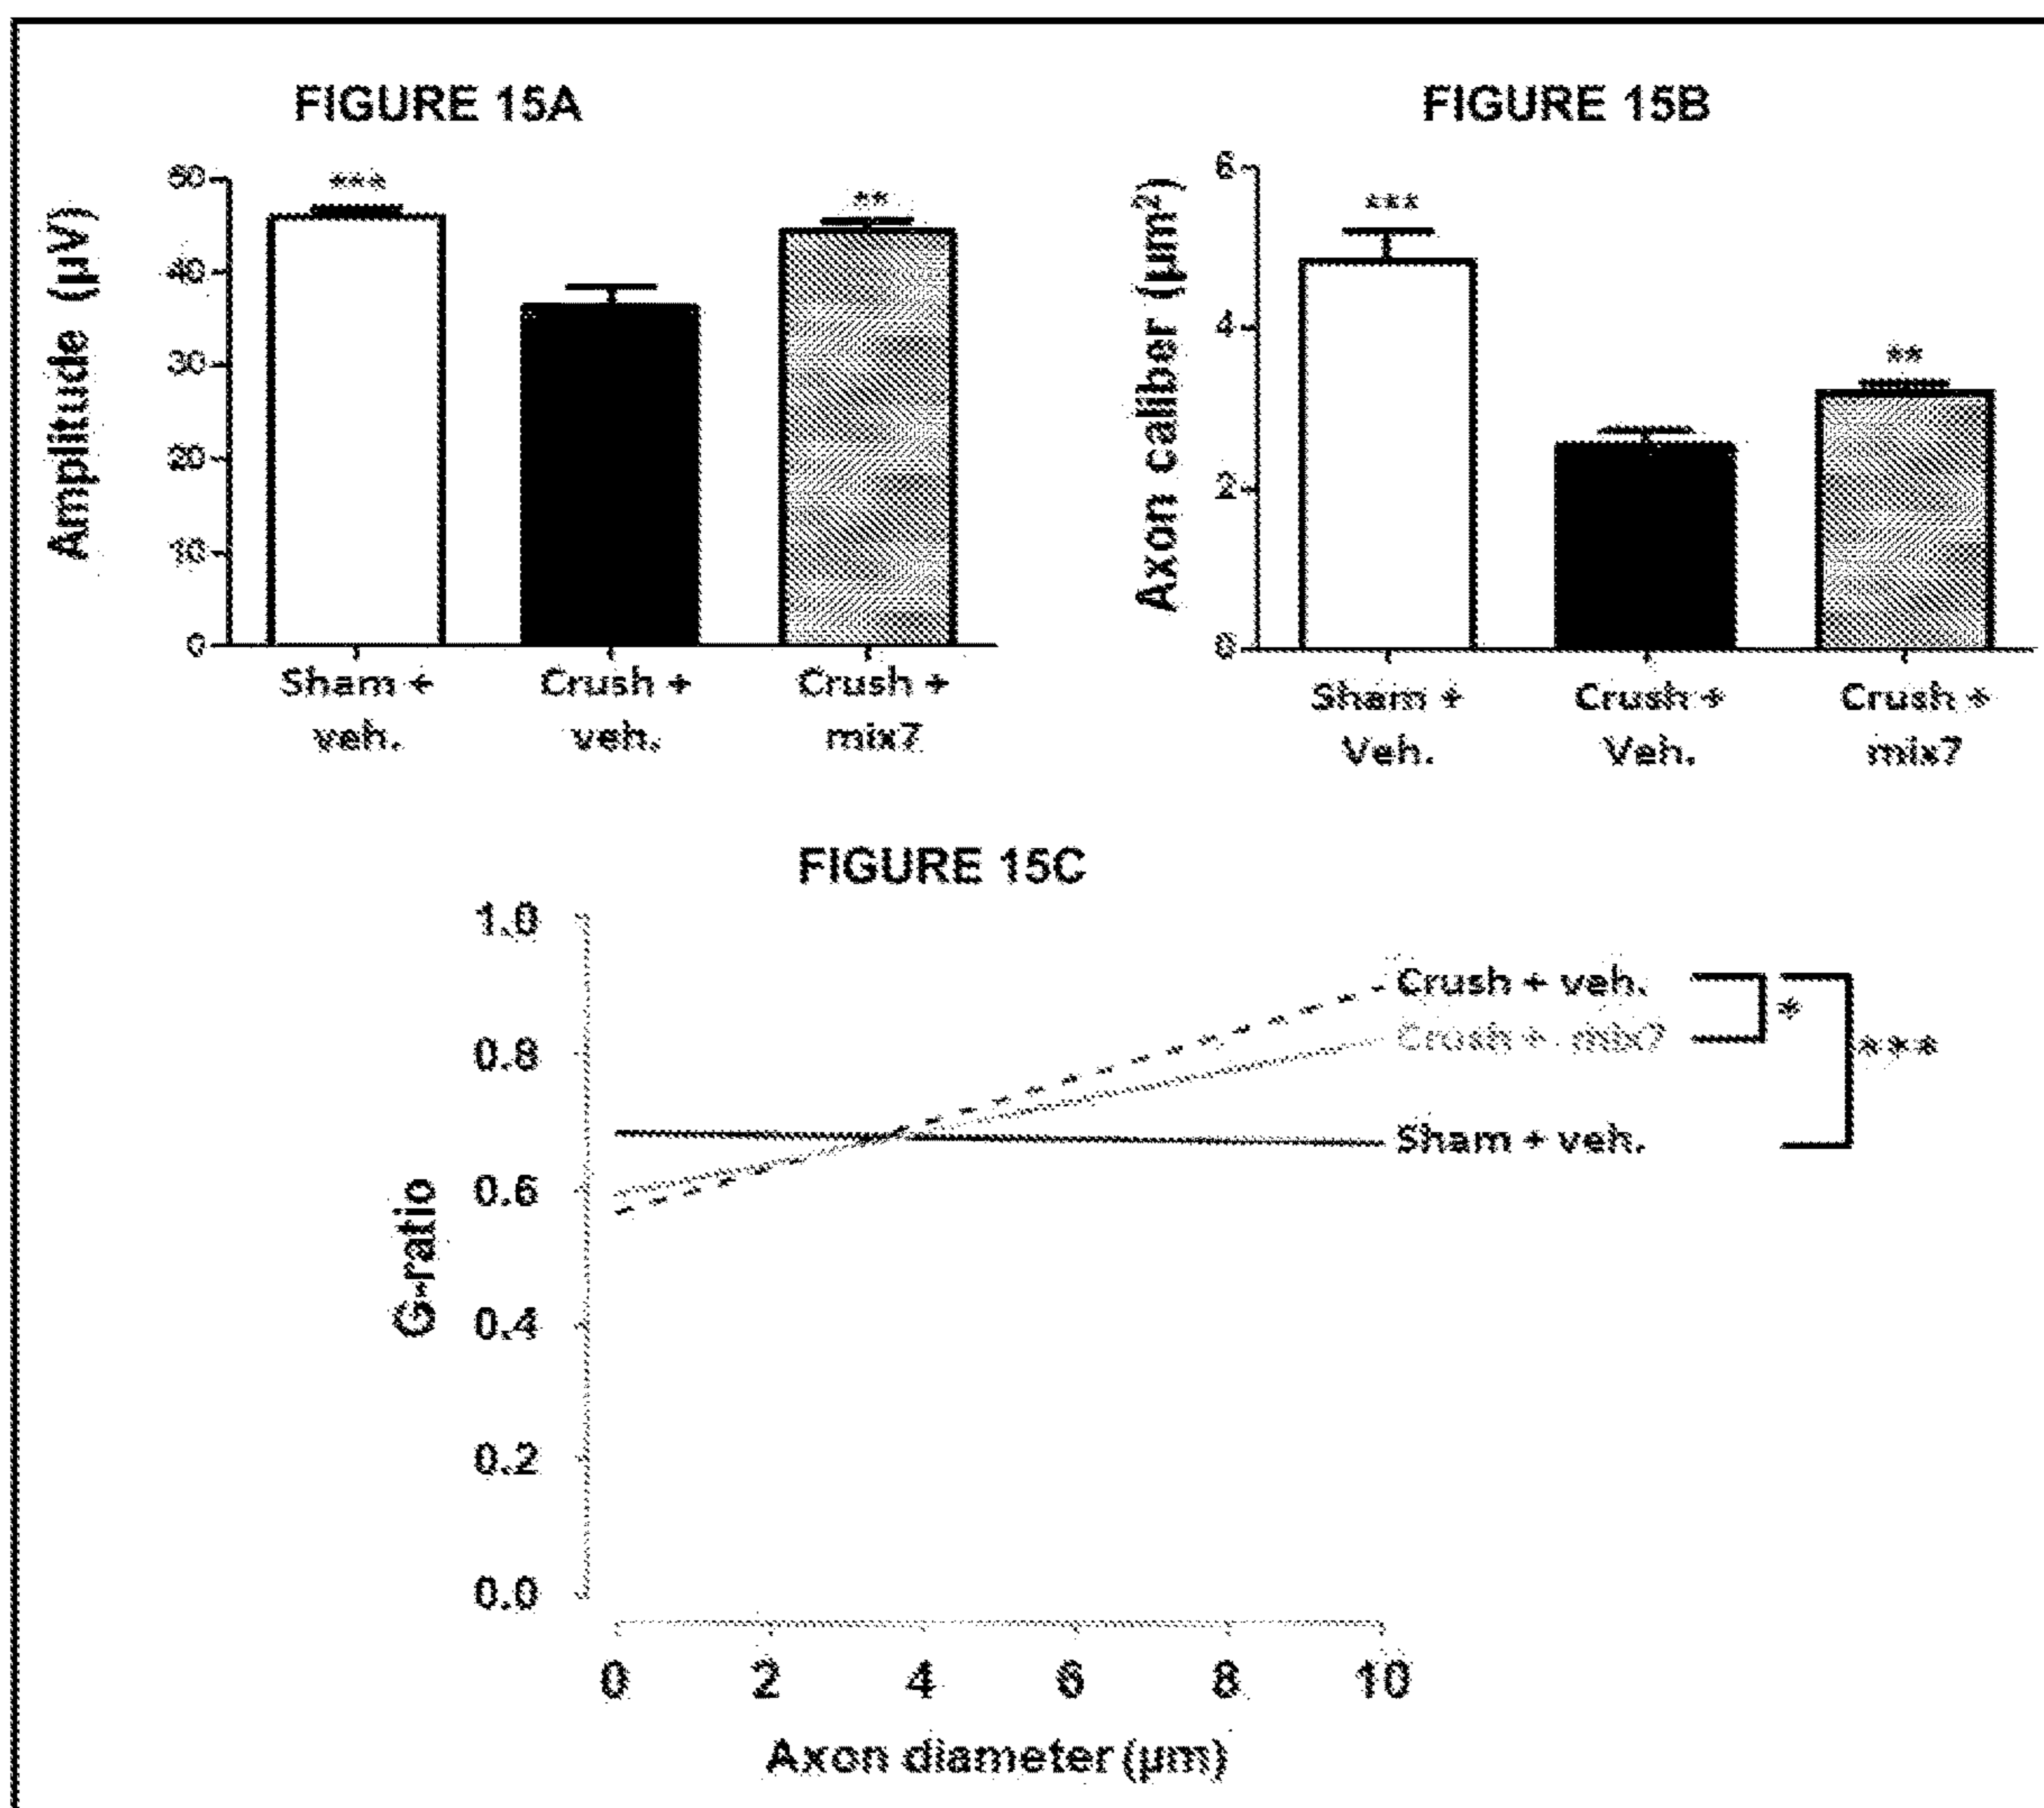 FIGURE 15A
Amplitude (µV)
50
40
30
20
10
0
***
**
Sham +
veh.
Crush +
veh.
Crush +
mix7
FIGURE 15B
Axon caliber (µm²)
6
4
2
0
***
**
Sham +
Veh.
Crush +
Veh.
Crush +
mix7
FIGURE 15C
G-ratio
1.0
0.8
0.6
0.4
0.2
0.0
Crush + veh.
Crush + mix7
Sham + veh.
*
***
0 2 4 6 8 10
Axon diameter (µm)